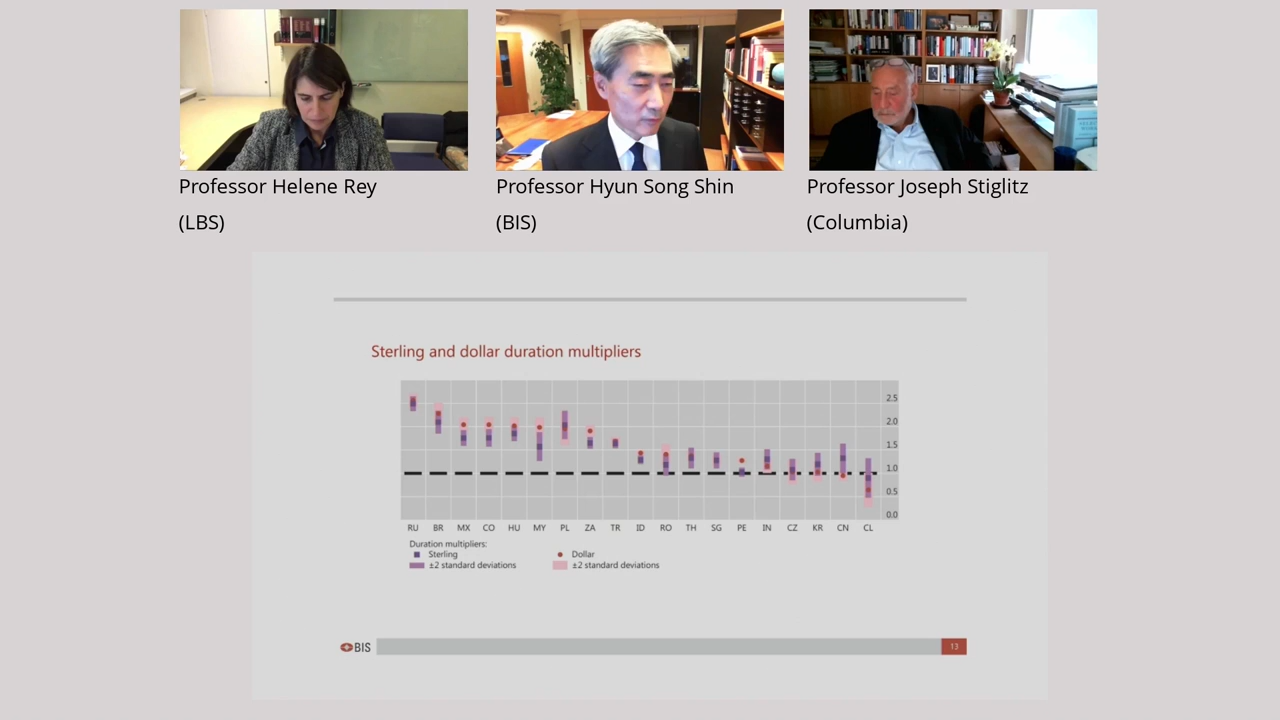 Professor Helene Rey
(LBS)
Professor Hyun Song Shin
(BIS)
Professor Joseph Stiglitz
(Columbia)
Sterling and dollar duration multipliers
2.5
2.0
1.5
1.0
0.5
0.0
RU BR MX CO HU MY PL ZA TR ID RO TH SG PE IN CZ KR CN CL
Duration multipliers:
Sterling Dollar
±2 standard deviations ±2 standard deviations
BIS 13